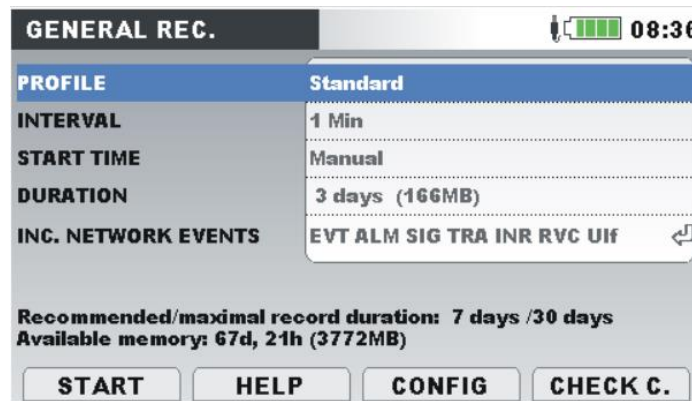 GENERAL REC. 08:36
PROFILE Standard
INTERVAL 1 Min
START TIME Manual
DURATION 3 days (166MB)
INC. NETWORK EVENTS EVT ALM SIG TRA INR RVC UIf
Recommended/maximal record duration: 7 days /30 days
Available memory: 67d, 21h (3772MB)
START HELP CONFIG CHECK C.